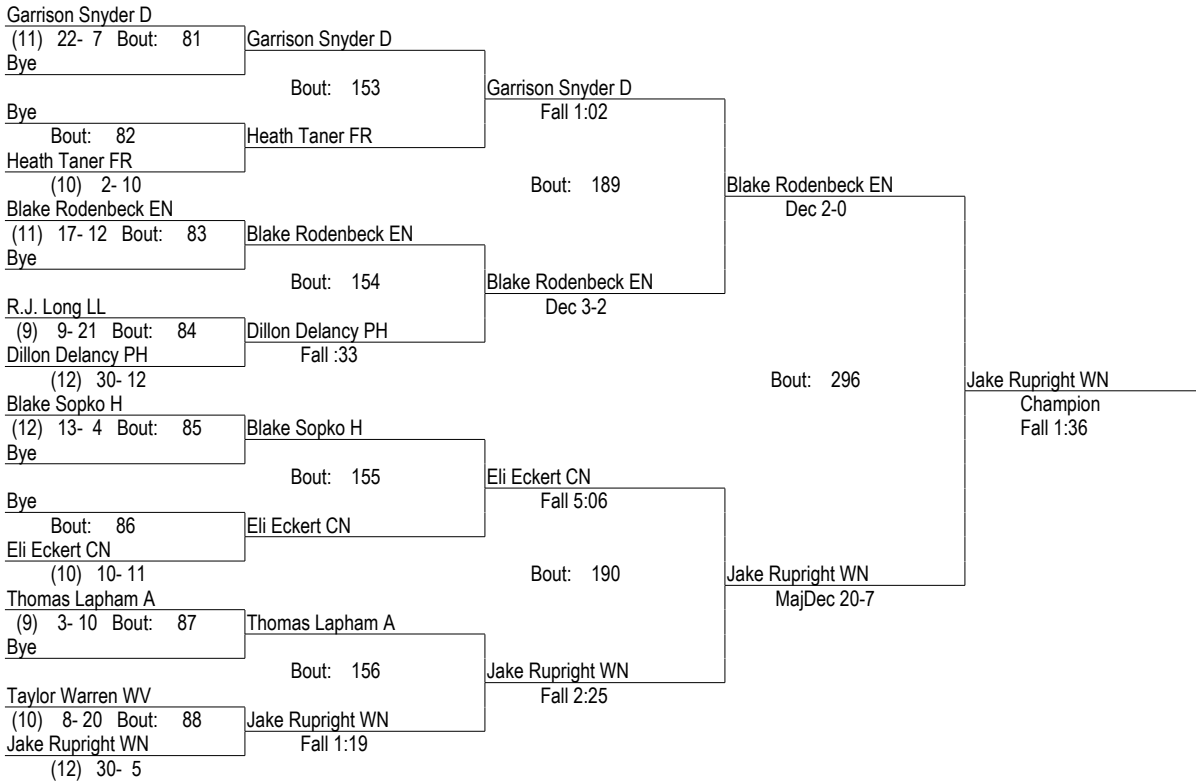 Garrison Snyder D
(11) 22- 7 Bout: 81 Garrison Snyder D
Bye
Bout: 153 Garrison Snyder D
Bye Fall 1:02
Bout: 82 Heath Taner FR
Heath Taner FR
(10) 2- 10 Bout: 189 Blake Rodenbeck EN
Blake Rodenbeck EN Dec 2-0
(11) 17- 12 Bout: 83 Blake Rodenbeck EN
Bye
Bout: 154 Blake Rodenbeck EN
R.J. Long LL Dec 3-2
(9) 9- 21 Bout: 84 Dillon Delancy PH
Dillon Delancy PH Fall :33
(12) 30- 12 Bout: 296 Jake Rupright WN
Blake Sopko H Champion
(12) 13- 4 Bout: 85 Blake Sopko H Fall 1:36
Bye
Bout: 155 Eli Eckert CN
Bye Fall 5:06
Bout: 86 Eli Eckert CN
Eli Eckert CN
(10) 10- 11 Bout: 190 Jake Rupright WN
Thomas Lapham A MajDec 20-7
(9) 3- 10 Bout: 87 Thomas Lapham A
Bye
Bout: 156 Jake Rupright WN
Taylor Warren WV Fall 2:25
(10) 8- 20 Bout: 88 Jake Rupright WN
Jake Rupright WN Fall 1:19
(12) 30- 5